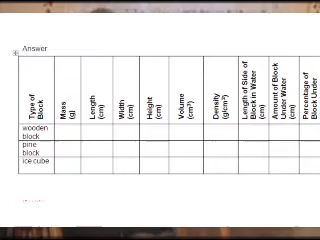 Answer
Type of
Block
Mass
(g)
Length
(cm)
Width
(cm)
Height
(cm)
Volume
(cm³)
Density
(g/cm³)
Length of Side of
Block in Water
(cm)
Amount of Block
Under Water
(cm)
Percentage of
Block Under
wooden
block
pine
block
ice cube